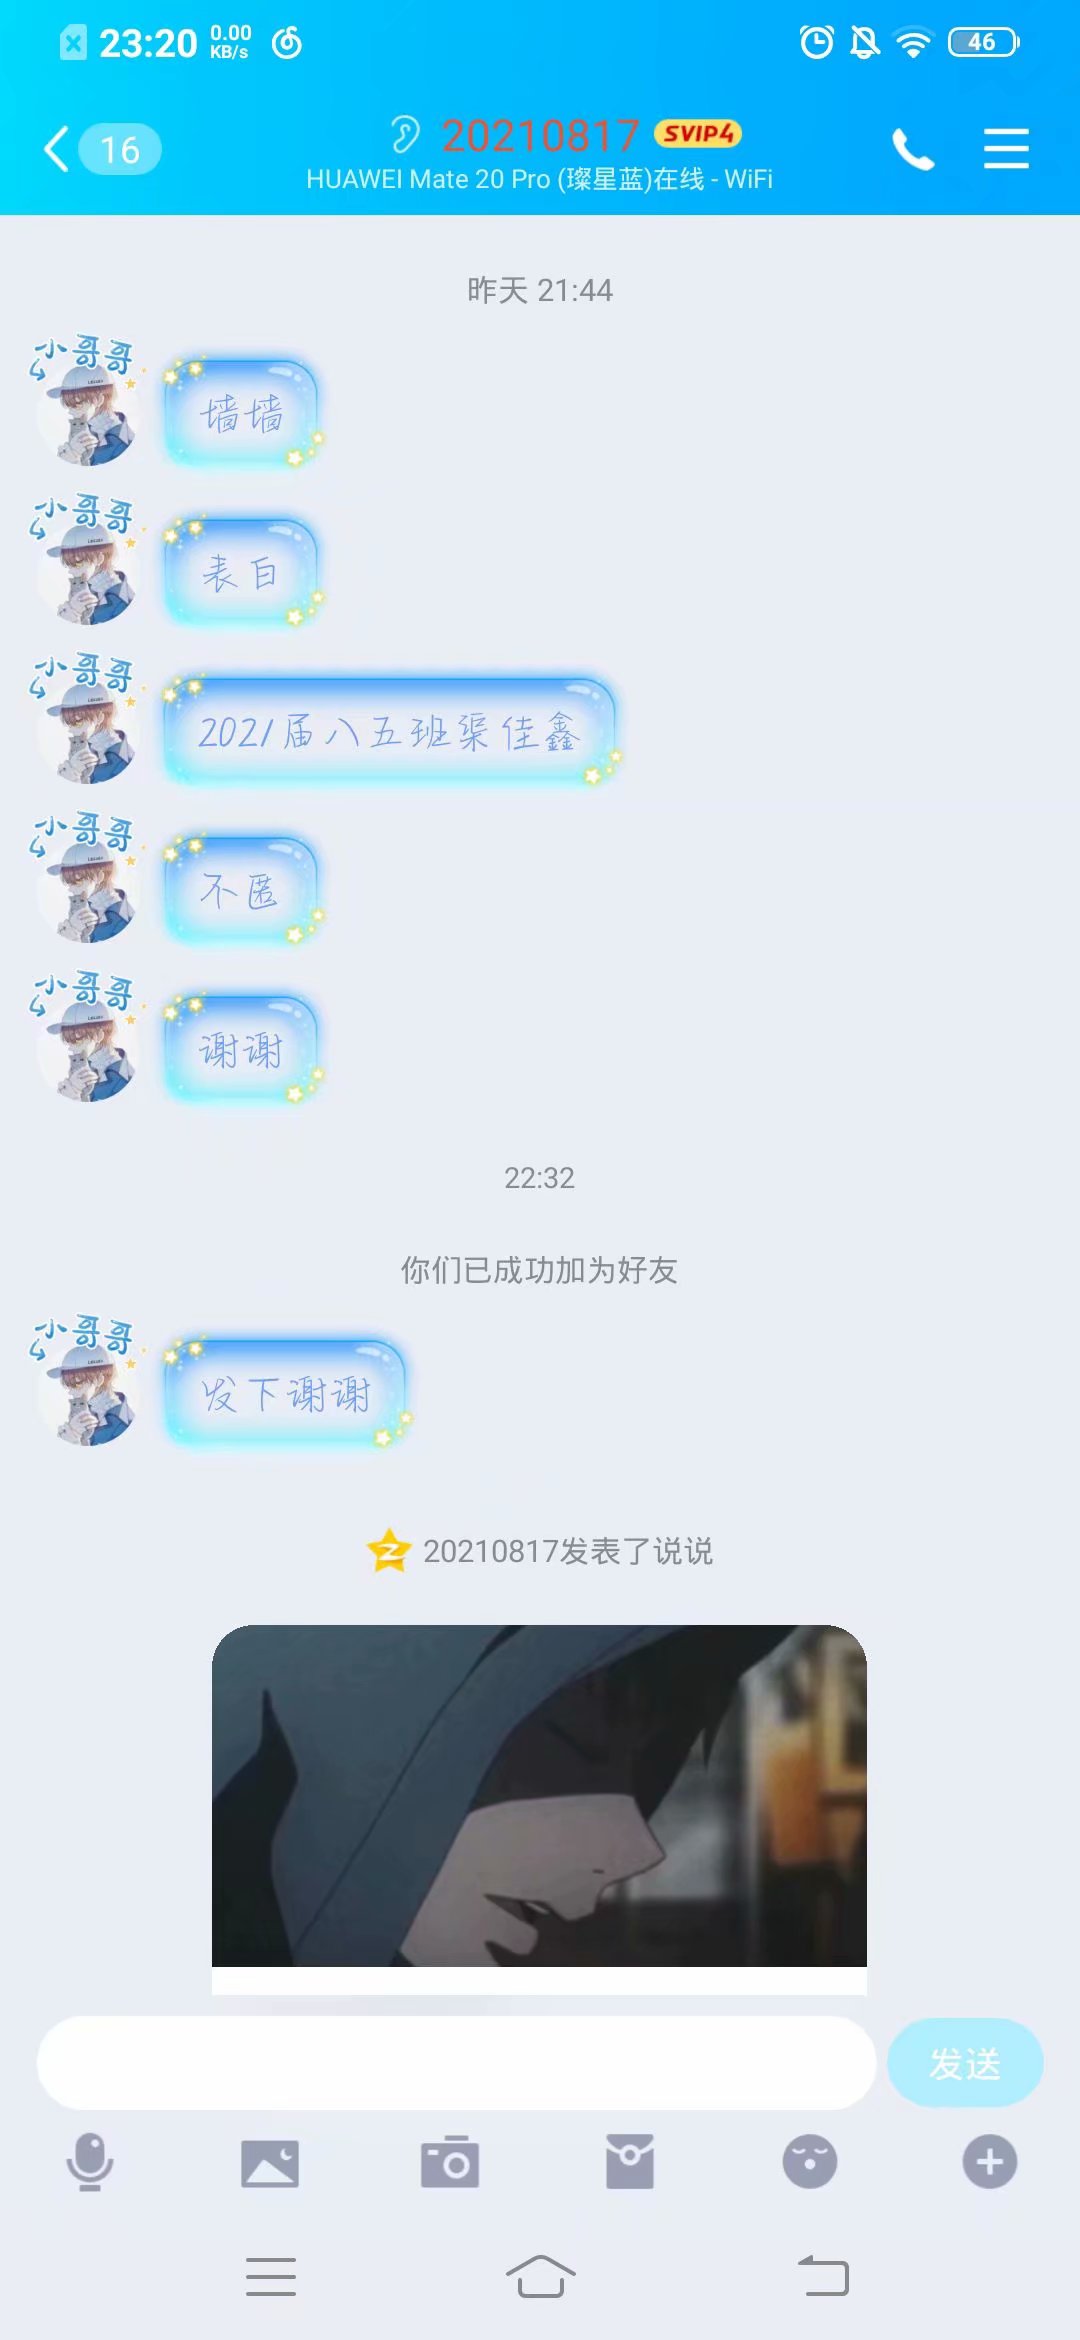 23:20 0.00 KB/s 46
16 20210817 SVIP4
HUAWEI Mate 20 Pro (璨星蓝)在线 - WiFi
昨天 21:44
小哥哥
墙墙
小哥哥
表白
小哥哥
2021届八五班渠佳鑫
小哥哥
不匿
小哥哥
谢谢
22:32
你们已成功加为好友
小哥哥
发下谢谢
20210817发表了说说
发送